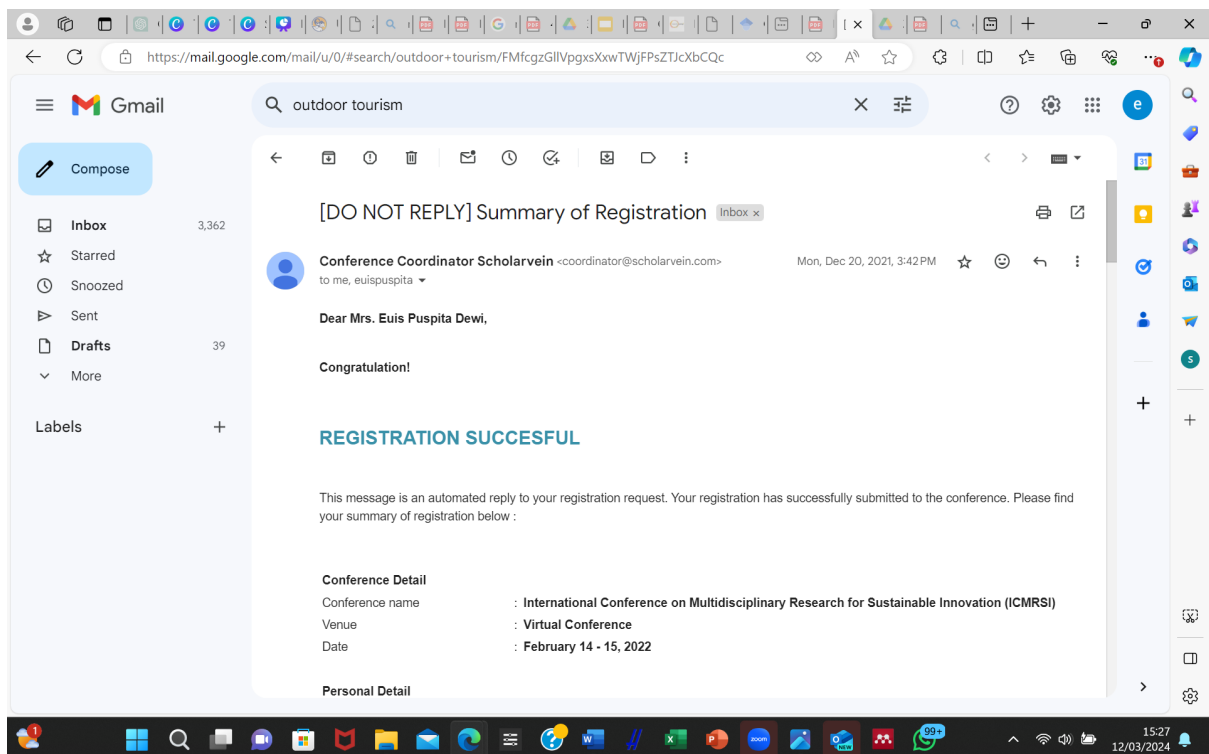 https://mail.google.com/mail/u/0/#search/outdoor+tourism/FMfcgzGllVpgxsXxwTWjFPsZTJcXbCQc
Gmail
outdoor tourism
e
Compose
31
[DO NOT REPLY] Summary of Registration Inbox x
Inbox 3,362
Starred
Snoozed
Sent
Drafts 39
More
Labels
Conference Coordinator Scholarvein <coordinator@scholarvein.com> Mon, Dec 20, 2021, 3:42 PM
to me, euispuspita
Dear Mrs. Euis Puspita Dewi,
Congratulation!
REGISTRATION SUCCESFUL
This message is an automated reply to your registration request. Your registration has successfully submitted to the conference. Please find
your summary of registration below :
Conference Detail
Conference name : International Conference on Multidisciplinary Research for Sustainable Innovation (ICMRSI)
Venue : Virtual Conference
Date : February 14 - 15, 2022
Personal Detail
S
1
99+
15:27
12/03/2024